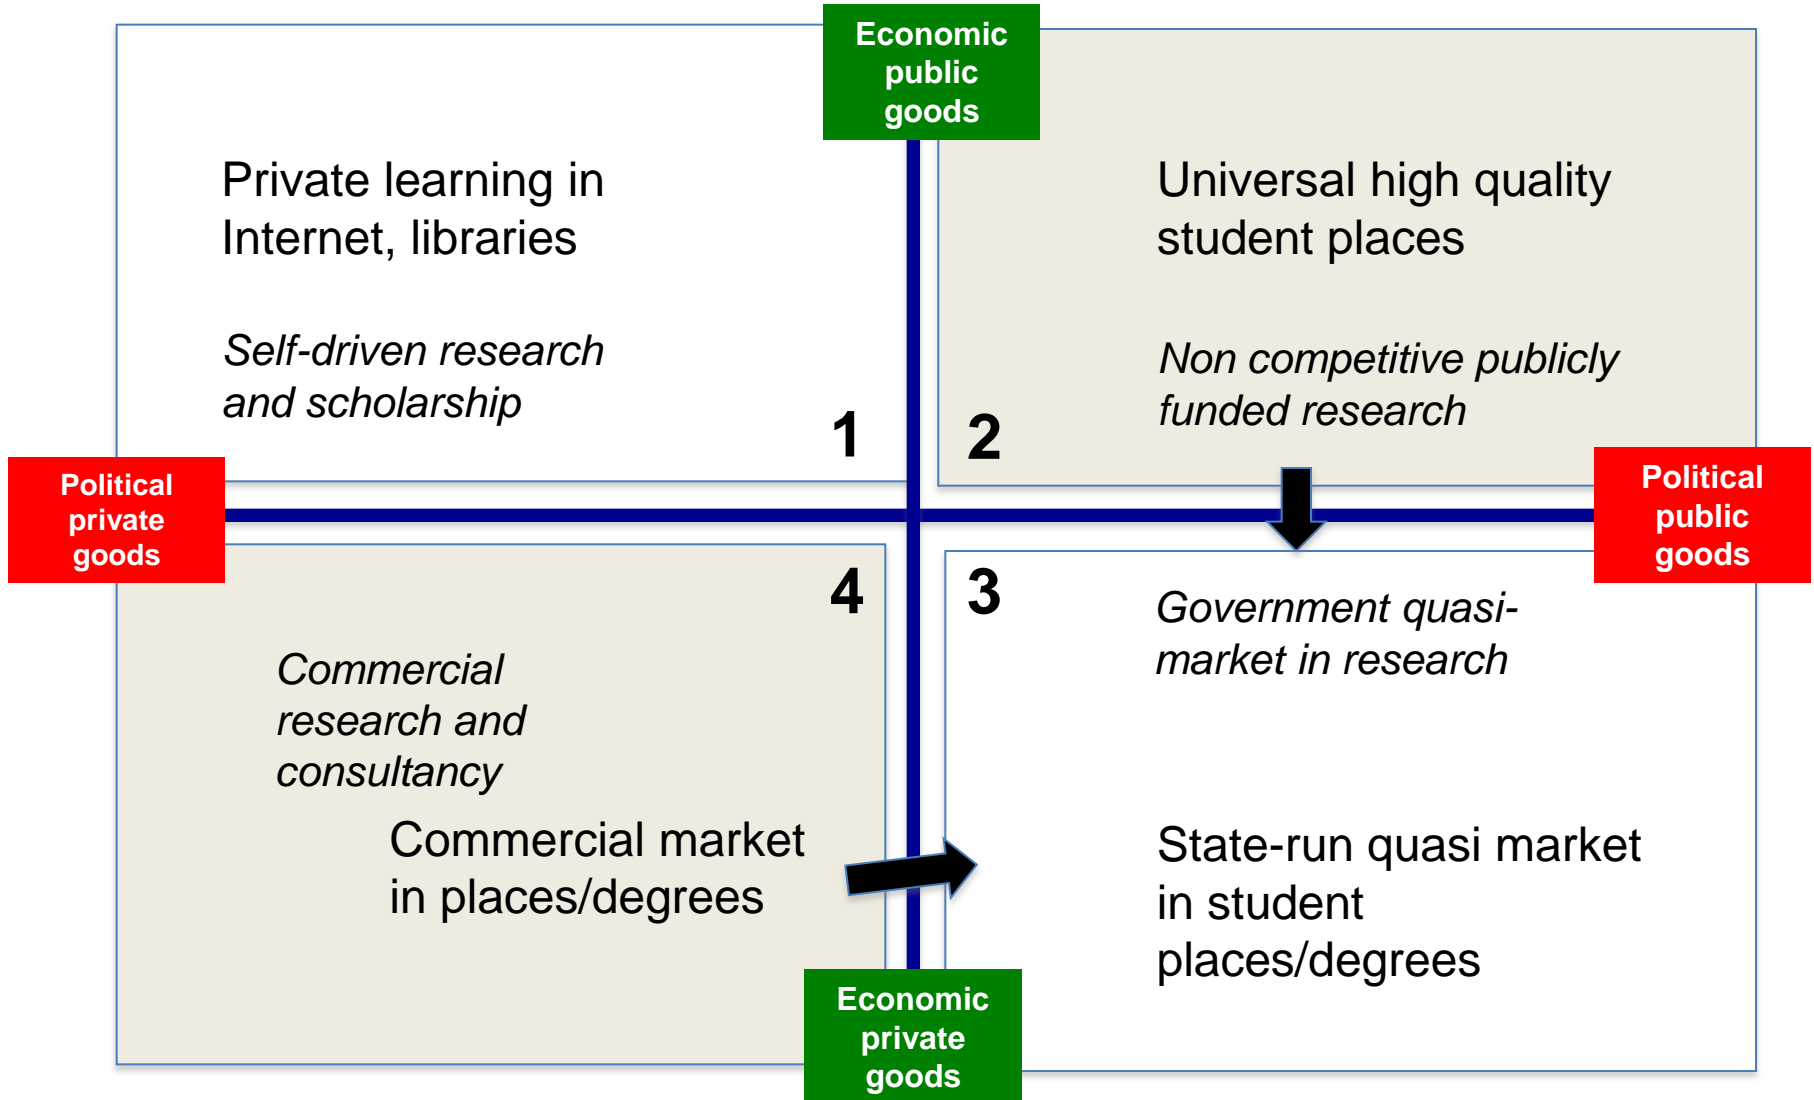 Economic
public
goods
Private learning in
Internet, libraries
Self-driven research
and scholarship
1
Universal high quality
student places
Non competitive publicly
funded research
2
Political
private
goods
Political
public
goods
4
Commercial
research and
consultancy
Commercial market
in places/degrees
3
Government quasi-
market in research
State-run quasi market
in student
places/degrees
Economic
private
goods